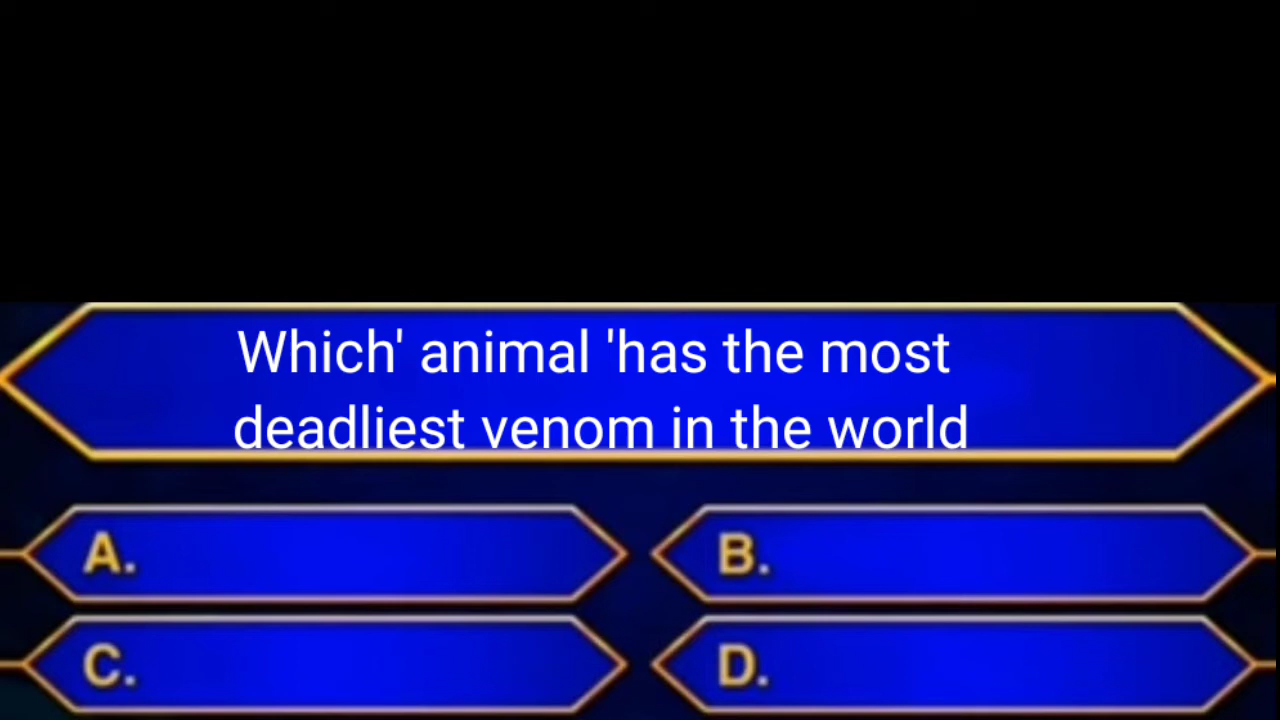 Which' animal 'has the most
deadliest venom in the world
A.
B.
C.
D.